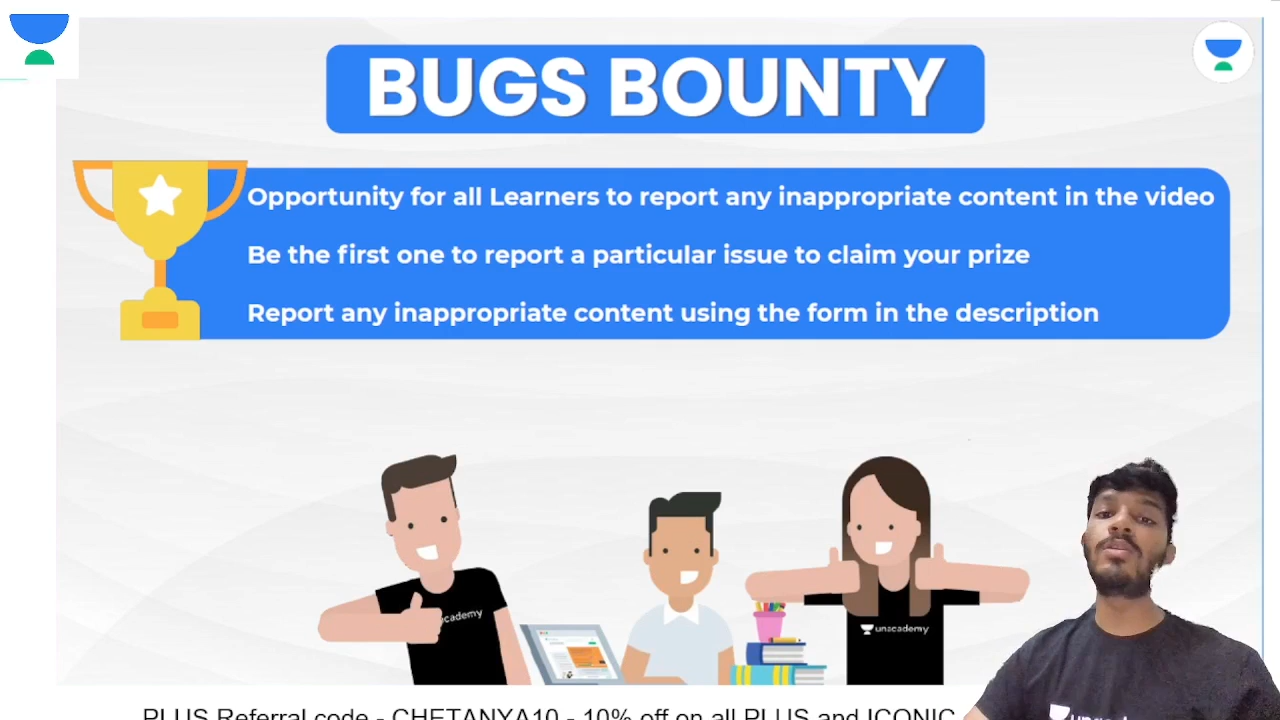 BUGS BOUNTY
Opportunity for all Learners to report any inappropriate content in the video
Be the first one to report a particular issue to claim your prize
Report any inappropriate content using the form in the description
unacademy
PLUS Referral code - CHETANYA10 - 10% off on all PLUS and ICONIC